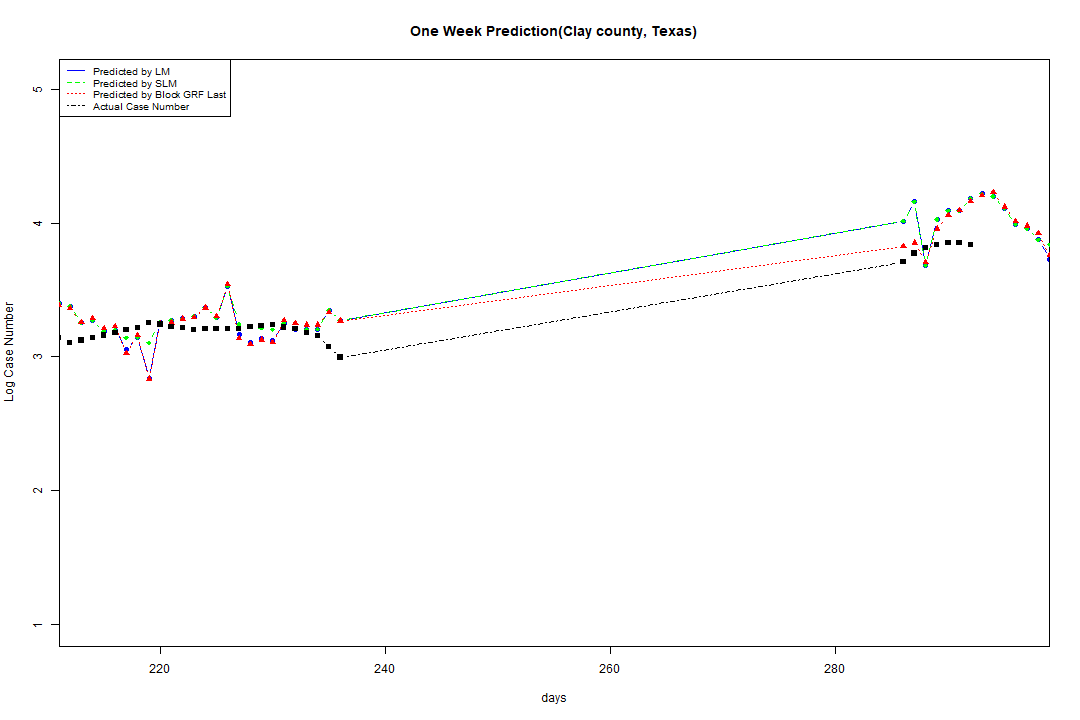 One Week Prediction(Clay county, Texas)
Predicted by LM
Predicted by SLM
Predicted by Block GRF Last
Actual Case Number
5
4
3
2
1
Log Case Number
220 240 260 280
days